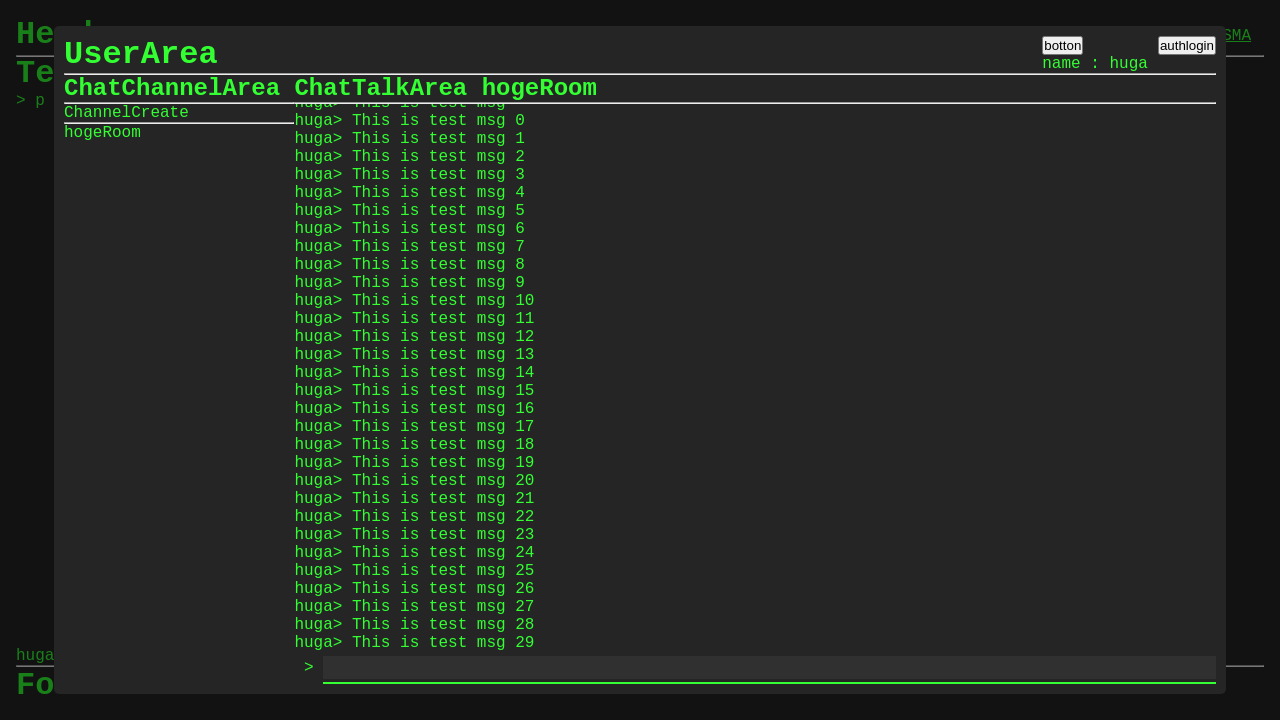 UserArea
botton
authlogin
name : huga
ChatChannelArea
ChannelCreate
hogeRoom
ChatTalkArea hogeRoom
huga> This is test msg
huga> This is test msg 0
huga> This is test msg 1
huga> This is test msg 2
huga> This is test msg 3
huga> This is test msg 4
huga> This is test msg 5
huga> This is test msg 6
huga> This is test msg 7
huga> This is test msg 8
huga> This is test msg 9
huga> This is test msg 10
huga> This is test msg 11
huga> This is test msg 12
huga> This is test msg 13
huga> This is test msg 14
huga> This is test msg 15
huga> This is test msg 16
huga> This is test msg 17
huga> This is test msg 18
huga> This is test msg 19
huga> This is test msg 20
huga> This is test msg 21
huga> This is test msg 22
huga> This is test msg 23
huga> This is test msg 24
huga> This is test msg 25
huga> This is test msg 26
huga> This is test msg 27
huga> This is test msg 28
huga> This is test msg 29
>
> p
huga